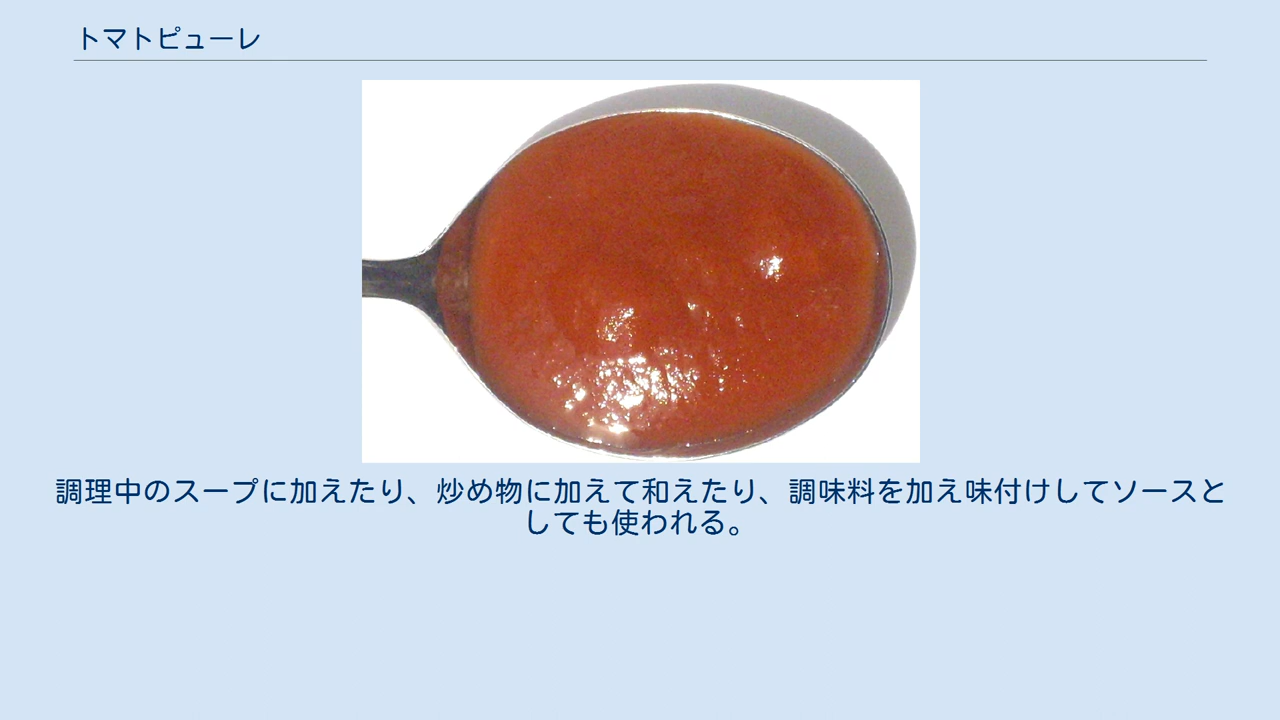 トマトピューレ
調理中のスープに加えたり、炒め物に加えて和えたり、調味料を加え味付けしてソースと
しても使われる。